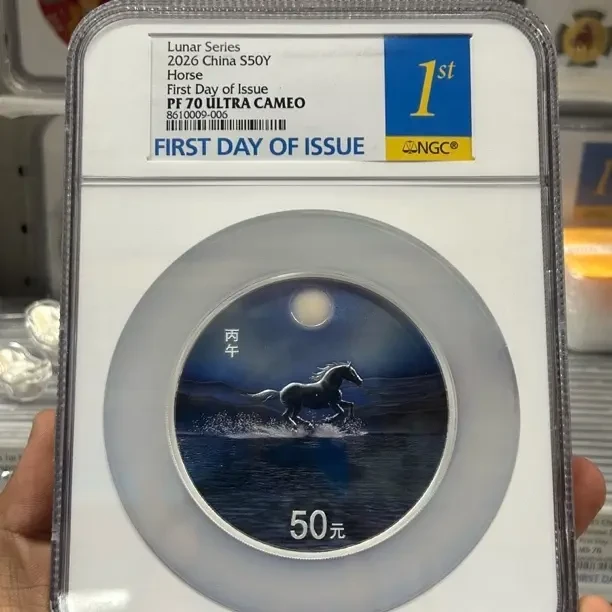 Lunar Series
2026 China S50Y
Horse
First Day of Issue
PF 70 ULTRA CAMEO
8610009-006
FIRST DAY OF ISSUE
1st
NGC®
丙午
50元